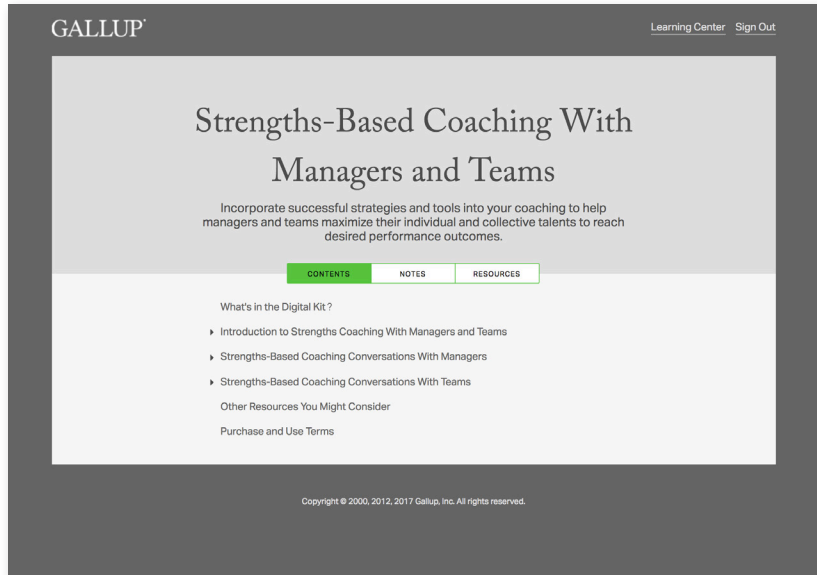 GALLUP®
Learning Center Sign Out
Strengths-Based Coaching With
Managers and Teams
Incorporate successful strategies and tools into your coaching to help
managers and teams maximize their individual and collective talents to reach
desired performance outcomes.
CONTENTS NOTES RESOURCES
What's in the Digital Kit?
Introduction to Strengths Coaching With Managers and Teams
Strengths-Based Coaching Conversations With Managers
Strengths-Based Coaching Conversations With Teams
Other Resources You Might Consider
Purchase and Use Terms
Copyright © 2000, 2012, 2017 Gallup, Inc. All rights reserved.